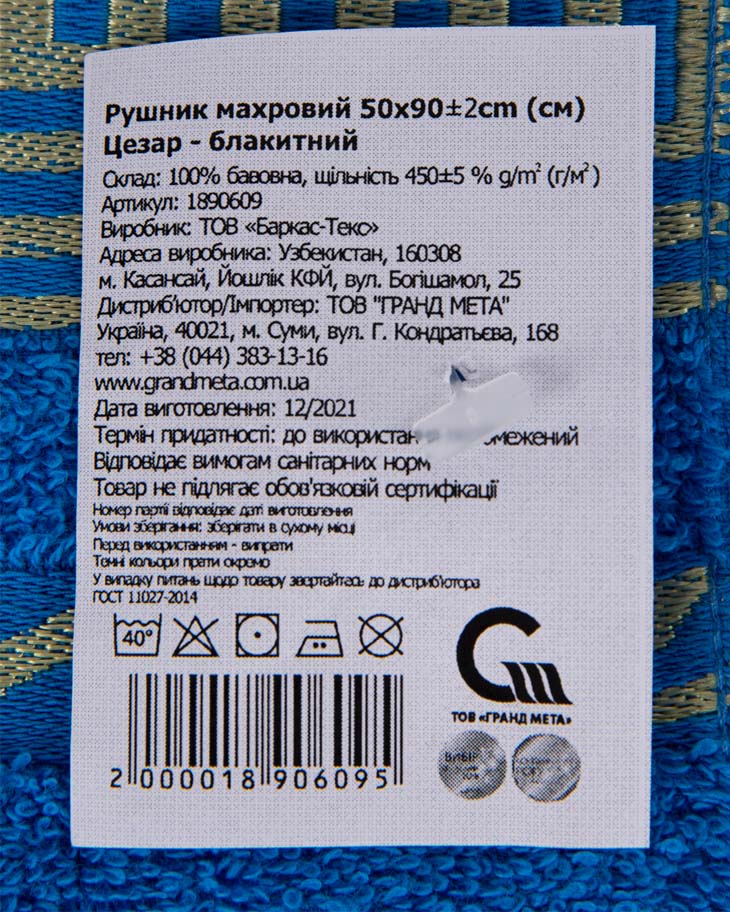 Рушник махровий 50х90±2cm (см)
Цезар - блакитний
Склад: 100% бавовна, щільність 450±5 % g/m² (г/м²)
Артикул: 1890609
Виробник: ТОВ «Баркас-Текс»
Адреса виробника: Узбекистан, 160308
м. Касансай, Йошлік КФЙ, вул. Богішамол, 25
Дистриб'ютор/Імпортер: ТОВ "ГРАНД МЕТА"
Україна, 40021, м. Суми, вул. Г. Кондратьєва, 168
тел: +38 (044) 383-13-16
www.grandmeta.com.ua
Дата виготовлення: 12/2021
Термін придатності: до
Відповідає вимогам санітарних норм
Товар не підлягає обов'язковій сертифікації
Номер партії відповідає даті виготовлення
Умови зберігання: зберігати в сухому місці
Перед використанням - випрати
Темні кольори прати окремо
У випадку питань щодо товару звертайтесь до дистриб'ютора
ГОСТ 11027-2014
40°
ТОВ «ГРАНД МЕТА»
2 000018 906095